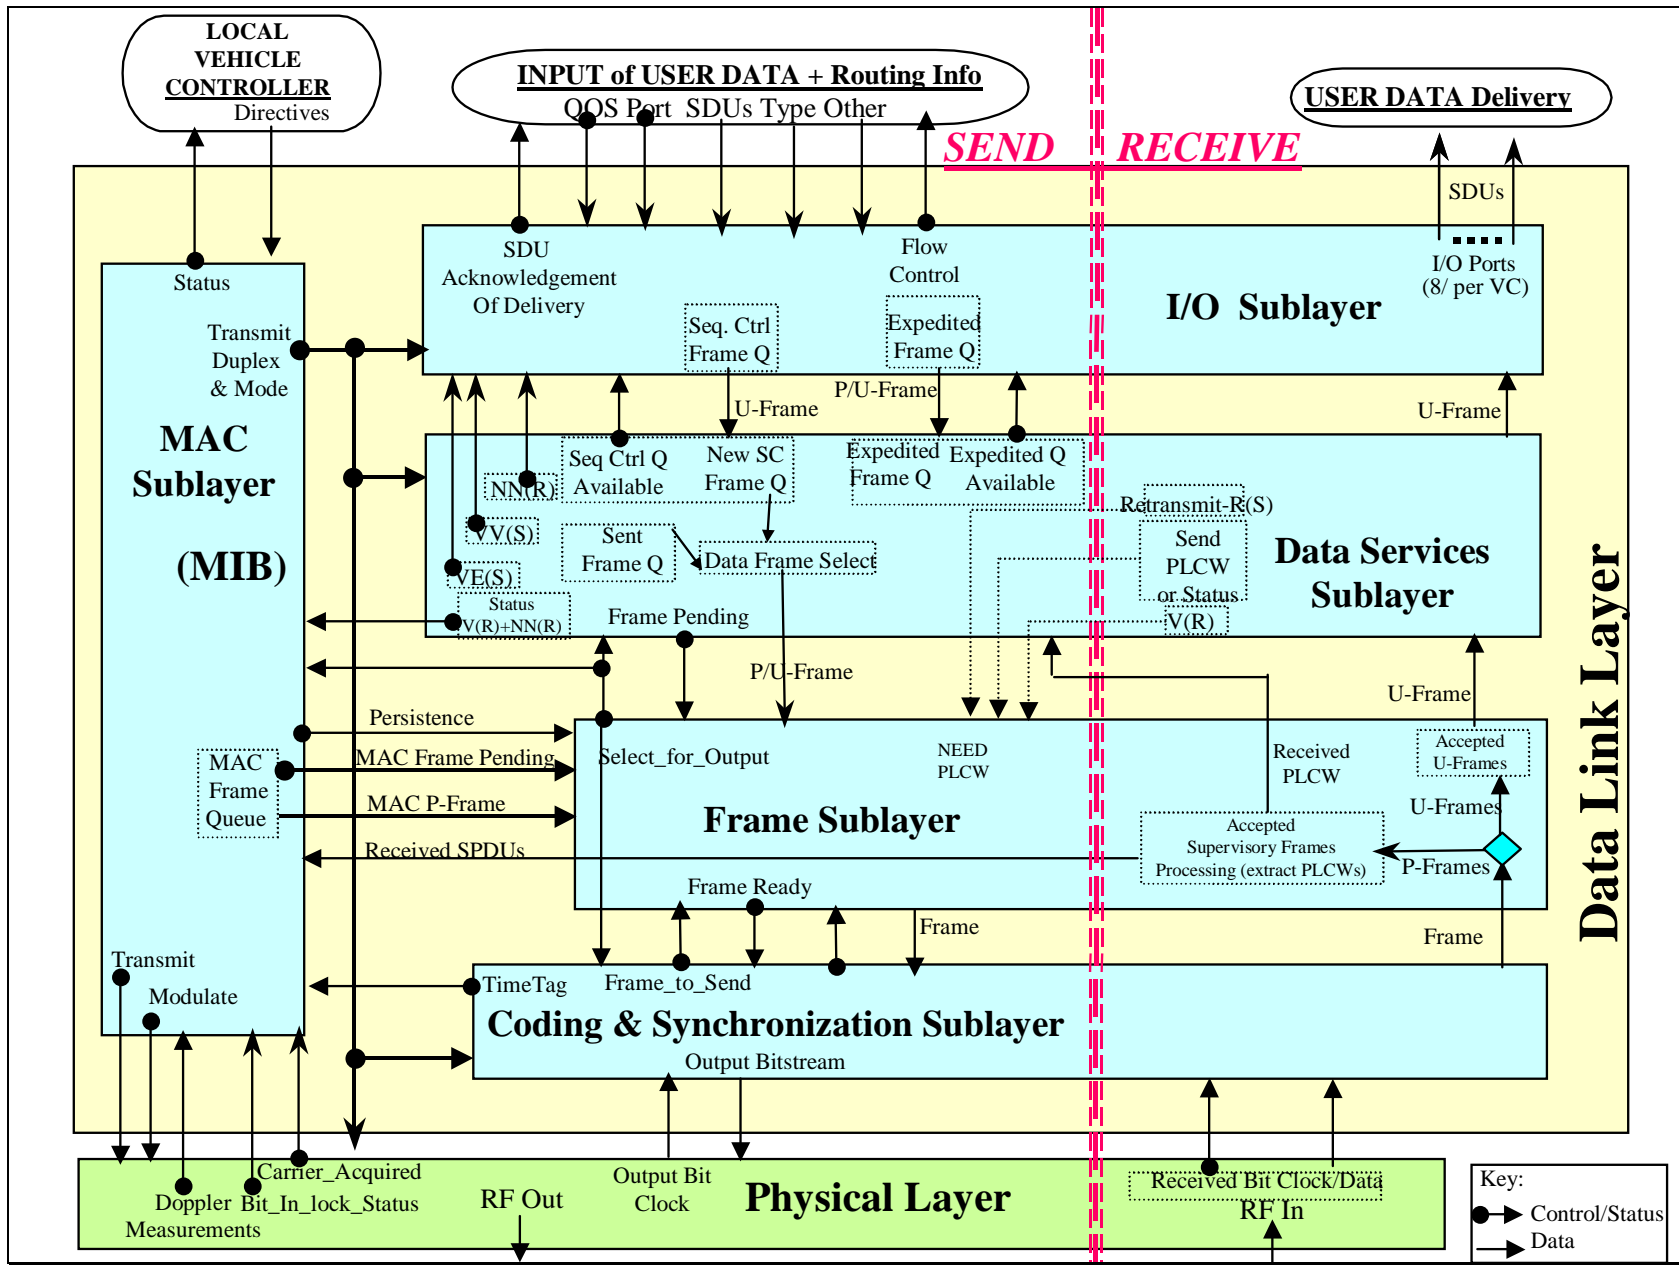 LOCAL
VEHICLE
CONTROLLER
Directives
INPUT of USER DATA + Routing Info
QOS Port SDUs Type Other
USER DATA Delivery
SEND
RECEIVE
SDUs
Status
SDU
Acknowledgement
Of Delivery
Flow
Control
I/O Ports
(8/ per VC)
I/O Sublayer
Seq. Ctrl
Frame Q
Expedited
Frame Q
Transmit
Duplex
& Mode
U-Frame
P/U-Frame
U-Frame
MAC
Sublayer
(MIB)
NN(R)
VV(S)
VE(S)
Status
V(R)+NN(R)
Seq Ctrl Q
Available
New SC
Frame Q
Expedited
Frame Q
Expedited Q
Available
Retransmit-R(S)
Sent
Frame Q
Data Frame Select
Send
PLCW
or Status
V(R)
Data Services
Sublayer
Frame Pending
P/U-Frame
U-Frame
Data Link Layer
Persistence
MAC Frame Pending
MAC P-Frame
Received SPDUs
MAC
Frame
Queue
Select_for_Output
NEED
PLCW
Received
PLCW
Accepted
U-Frames
U-Frames
Frame Sublayer
Accepted
Supervisory Frames
Processing (extract PLCWs)
P-Frames
Frame Ready
Frame
Frame
Transmit
Modulate
TimeTag
Frame_to_Send
Coding & Synchronization Sublayer
Output Bitstream
Carrier_Acquired
Doppler
Measurements
Bit_In_lock_Status
RF Out
Output Bit
Clock
Physical Layer
Received Bit Clock/Data
RF In
Key:
Control/Status
Data